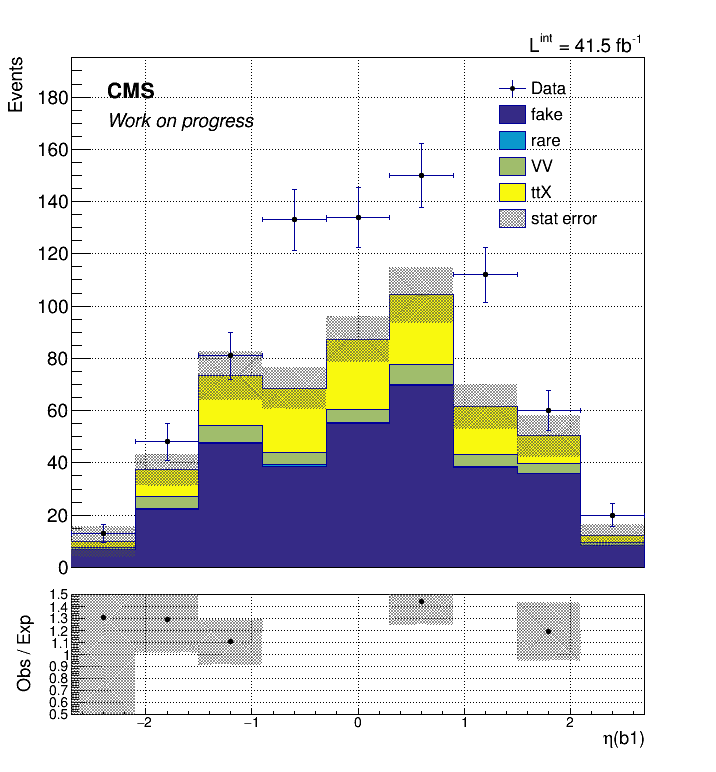 L^int = 41.5 fb^-1
Events
CMS
Work on progress
Data
fake
rare
VV
ttX
stat error
180
160
140
120
100
80
60
40
20
0
Obs / Exp
1.5
1.4
1.3
1.2
1.1
1
0.9
0.8
0.7
0.6
0.5
−2 −1 0 1 2
η(b1)